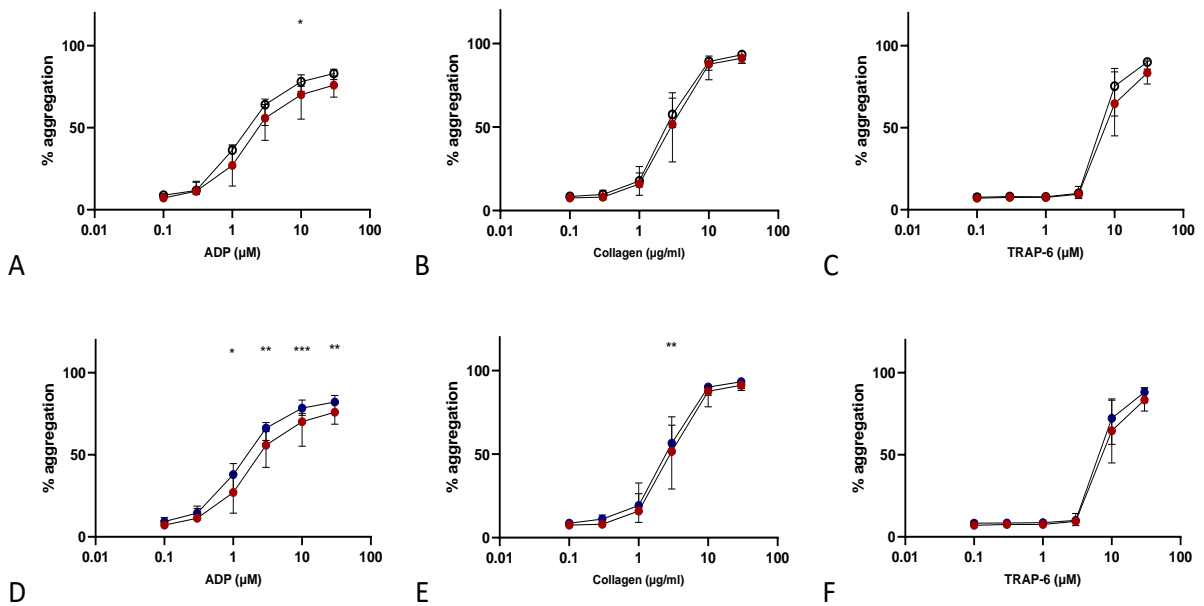 *
100
50
0
% aggregation
0.01 0.1 1 10 100
ADP (µM)
A
100
50
0
% aggregation
0.01 0.1 1 10 100
Collagen (µg/ml)
B
100
50
0
% aggregation
0.01 0.1 1 10 100
TRAP-6 (µM)
C
* ** *** **
100
50
0
% aggregation
0.01 0.1 1 10 100
ADP (µM)
D
**
100
50
0
% aggregation
0.01 0.1 1 10 100
Collagen (µg/ml)
E
100
50
0
% aggregation
0.01 0.1 1 10 100
TRAP-6 (µM)
F